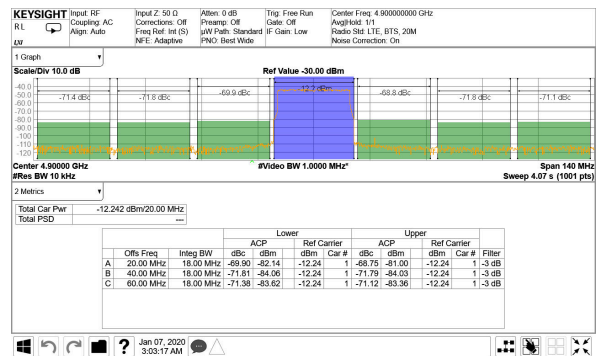 KEYSIGHT Input: RF Input Z: 50 Ω Atten: 0 dB Trig: Free Run Center Freq: 4.900000000 GHz
RL Coupling: AC Corrections: Off Preamp: Off Gate: Off Avg|Hold: 1/1
Align: Auto Freq Ref: Int (S) µW Path: Standard IF Gain: Low Radio Std: LTE, BTS, 20M
LXI NFE: Adaptive PNO: Best Wide Noise Correction: On
1 Graph
Scale/Div 10.0 dB Ref Value -30.00 dBm
-40.0
-50.0
-60.0
-70.0
-80.0
-90.0
-100
-110
-120
-71.4 dBc -71.8 dBc -69.9 dBc -12.2 dBm -68.8 dBc -71.8 dBc -71.1 dBc
Center 4.90000 GHz #Video BW 1.0000 MHz* Span 140 MHz
#Res BW 10 kHz Sweep 4.07 s (1001 pts)
2 Metrics
Total Car Pwr -12.242 dBm/20.00 MHz
Total PSD ---
Lower Upper
ACP Ref Carrier ACP Ref Carrier
Offs Freq Integ BW dBc dBm dBm Car # dBc dBm dBm Car # Filter
A 20.00 MHz 18.00 MHz -69.90 -82.14 -12.24 1 -68.75 -81.00 -12.24 1 -3 dB
B 40.00 MHz 18.00 MHz -71.81 -84.06 -12.24 1 -71.79 -84.03 -12.24 1 -3 dB
C 60.00 MHz 18.00 MHz -71.38 -83.62 -12.24 1 -71.12 -83.36 -12.24 1 -3 dB
? Jan 07, 2020
3:03:17 AM